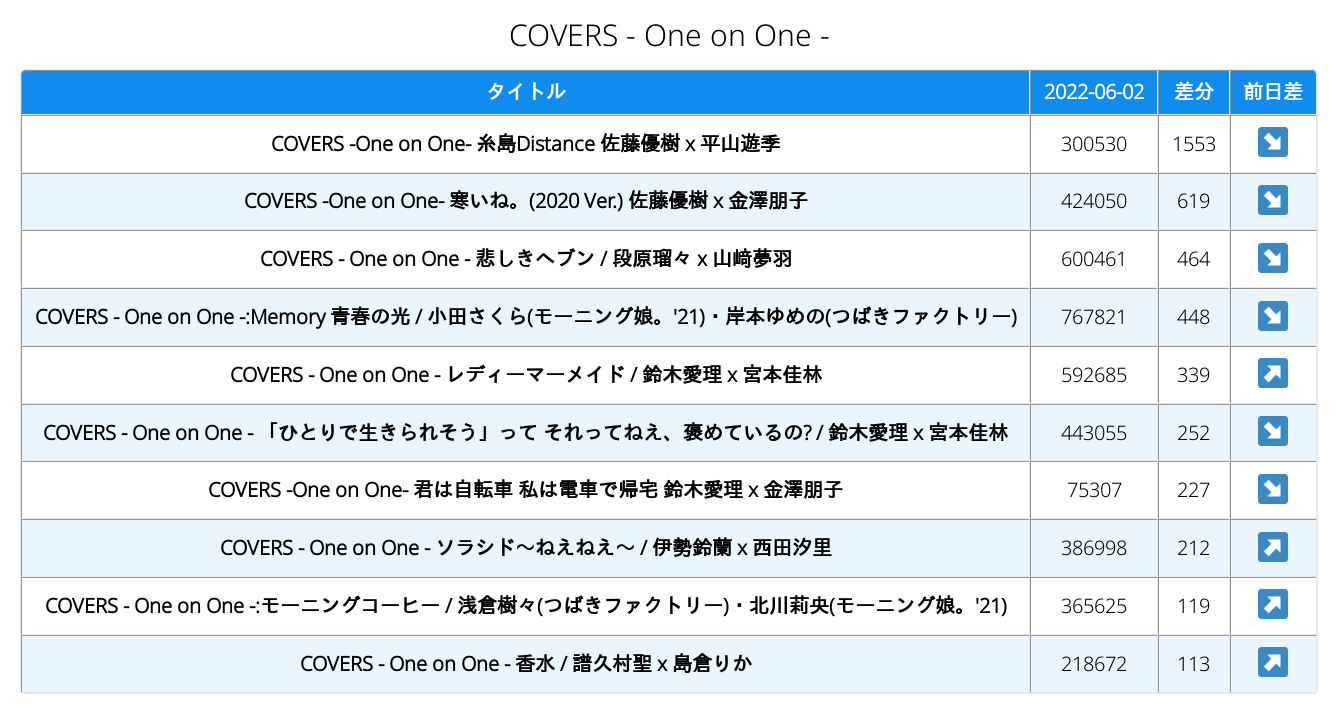 COVERS - One on One -
タイトル 2022-06-02 差分 前日差
COVERS -One on One- 糸島Distance 佐藤優樹 x 平山遊季 300530 1553 ↘
COVERS -One on One- 寒いね。(2020 Ver.) 佐藤優樹 x 金澤朋子 424050 619 ↘
COVERS - One on One - 悲しきヘブン / 段原瑠々 x 山﨑夢羽 600461 464 ↘
COVERS - One on One -:Memory 青春の光 / 小田さくら(モーニング娘。'21)・岸本ゆめの(つばきファクトリー) 767821 448 ↘
COVERS - One on One - レディーマーメイド / 鈴木愛理 x 宮本佳林 592685 339 ↗
COVERS - One on One - 「ひとりで生きられそう」って それってねえ、褒めているの? / 鈴木愛理 x 宮本佳林 443055 252 ↘
COVERS -One on One- 君は自転車 私は電車で帰宅 鈴木愛理 x 金澤朋子 75307 227 ↘
COVERS - One on One - ソラシド～ねえねえ～ / 伊勢鈴蘭 x 西田汐里 386998 212 ↗
COVERS - One on One -:モーニングコーヒー / 浅倉樹々(つばきファクトリー)・北川莉央(モーニング娘。'21) 365625 119 ↗
COVERS - One on One - 香水 / 譜久村聖 x 島倉りか 218672 113 ↗